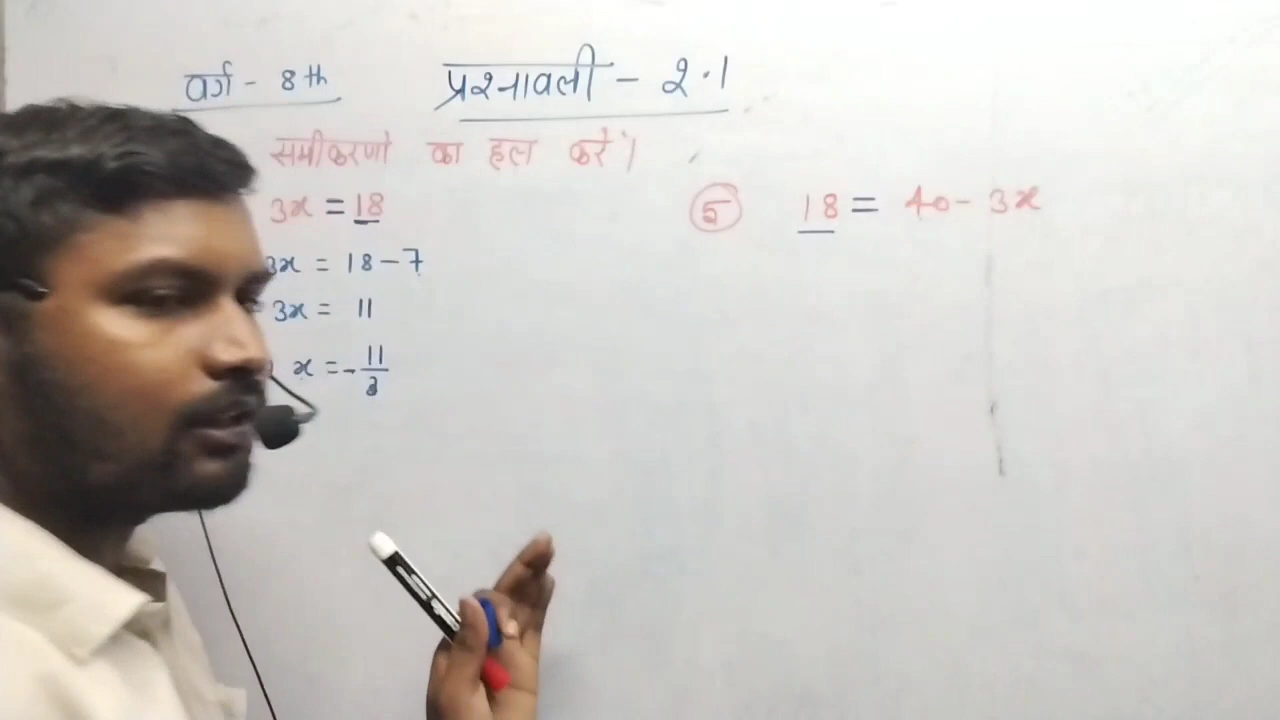 वर्ग - 8th
प्रश्नावली - 2.1
समीकरणो का हल करें।
3x = 18
3x = 18 - 7
3x = 11
x = - 11/3
5 18 = 40 - 3x